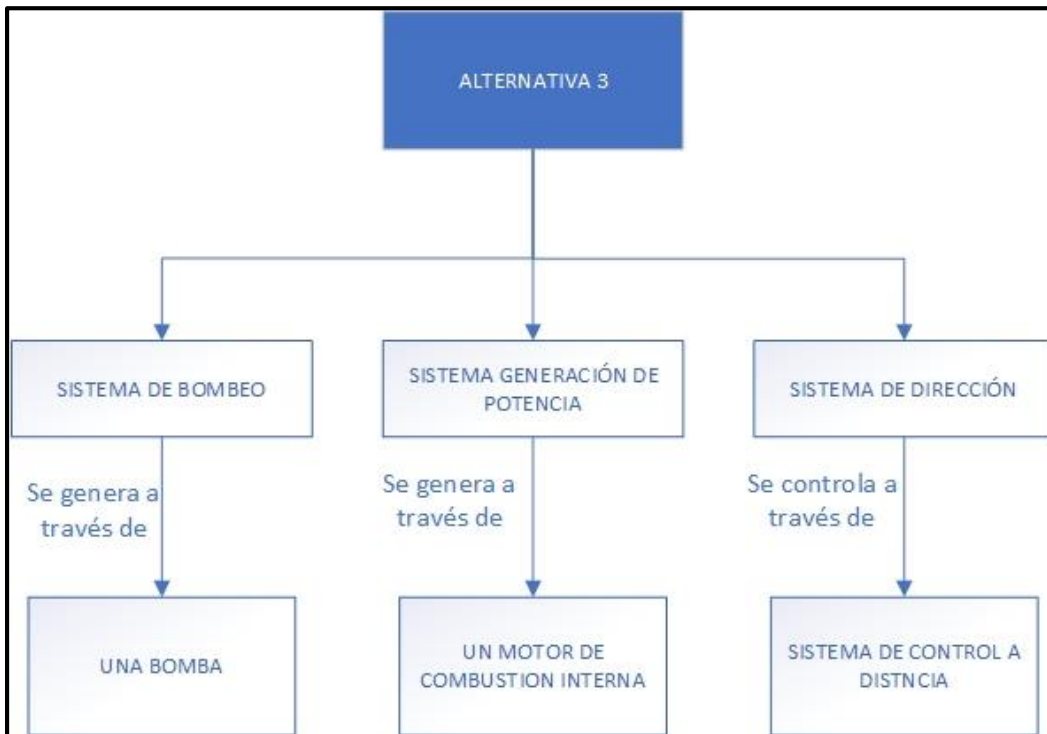 ALTERNATIVA 3
SISTEMA DE BOMBEO
SISTEMA GENERACIÓN DE
POTENCIA
SISTEMA DE DIRECCIÓN
Se genera a
través de
Se genera a
través de
Se controla a
través de
UNA BOMBA
UN MOTOR DE
COMBUSTION INTERNA
SISTEMA DE CONTROL A
DISTNCIA